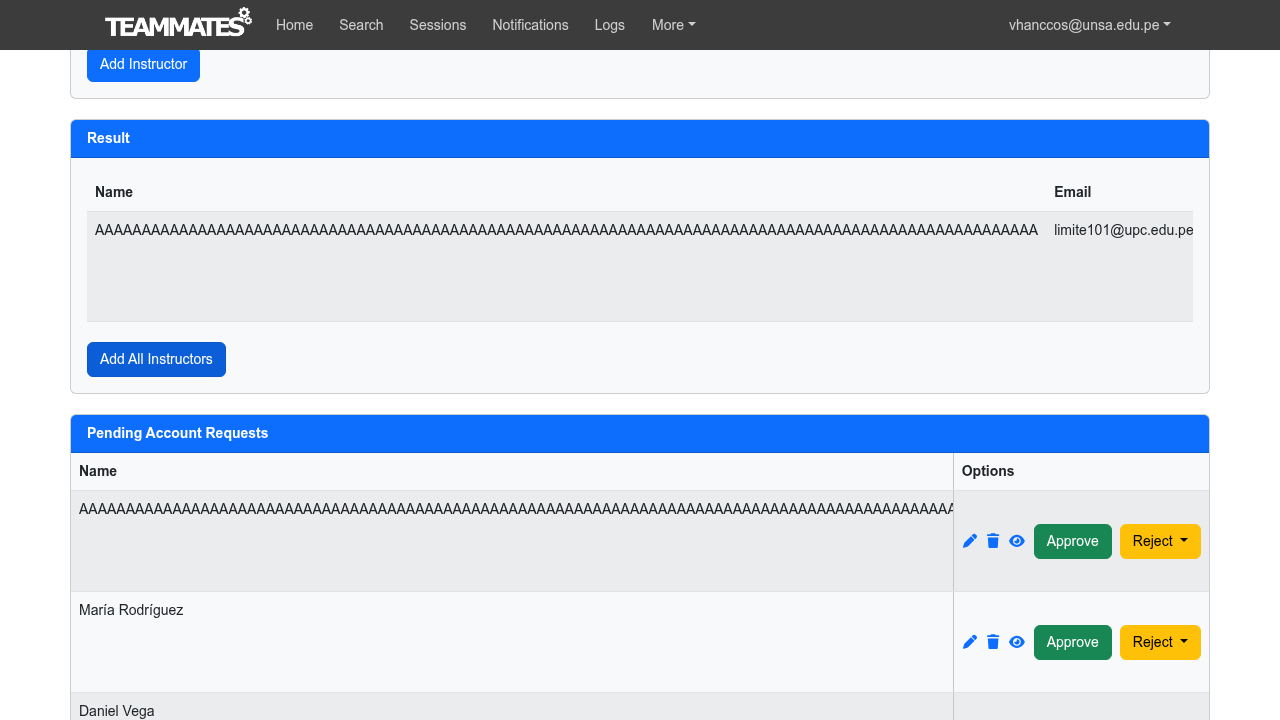 TEAMMATES Home Search Sessions Notifications Logs More vhanccos@unsa.edu.pe
Add Instructor
Result
Name Email
AAAAAAAAAAAAAAAAAAAAAAAAAAAAAAAAAAAAAAAAAAAAAAAAAAAAAAAAAAAAAAAAAAAAAAAAAAAAAAAAAAAAAAAAAAAAAAAAAAAAA limite101@upc.edu.pe
Add All Instructors
Pending Account Requests
Name Options
AAAAAAAAAAAAAAAAAAAAAAAAAAAAAAAAAAAAAAAAAAAAAAAAAAAAAAAAAAAAAAAAAAAAAAAAAAAAAAAAAAAAAAAAAAAAAA
Approve Reject
María Rodríguez
Approve Reject
Daniel Vega